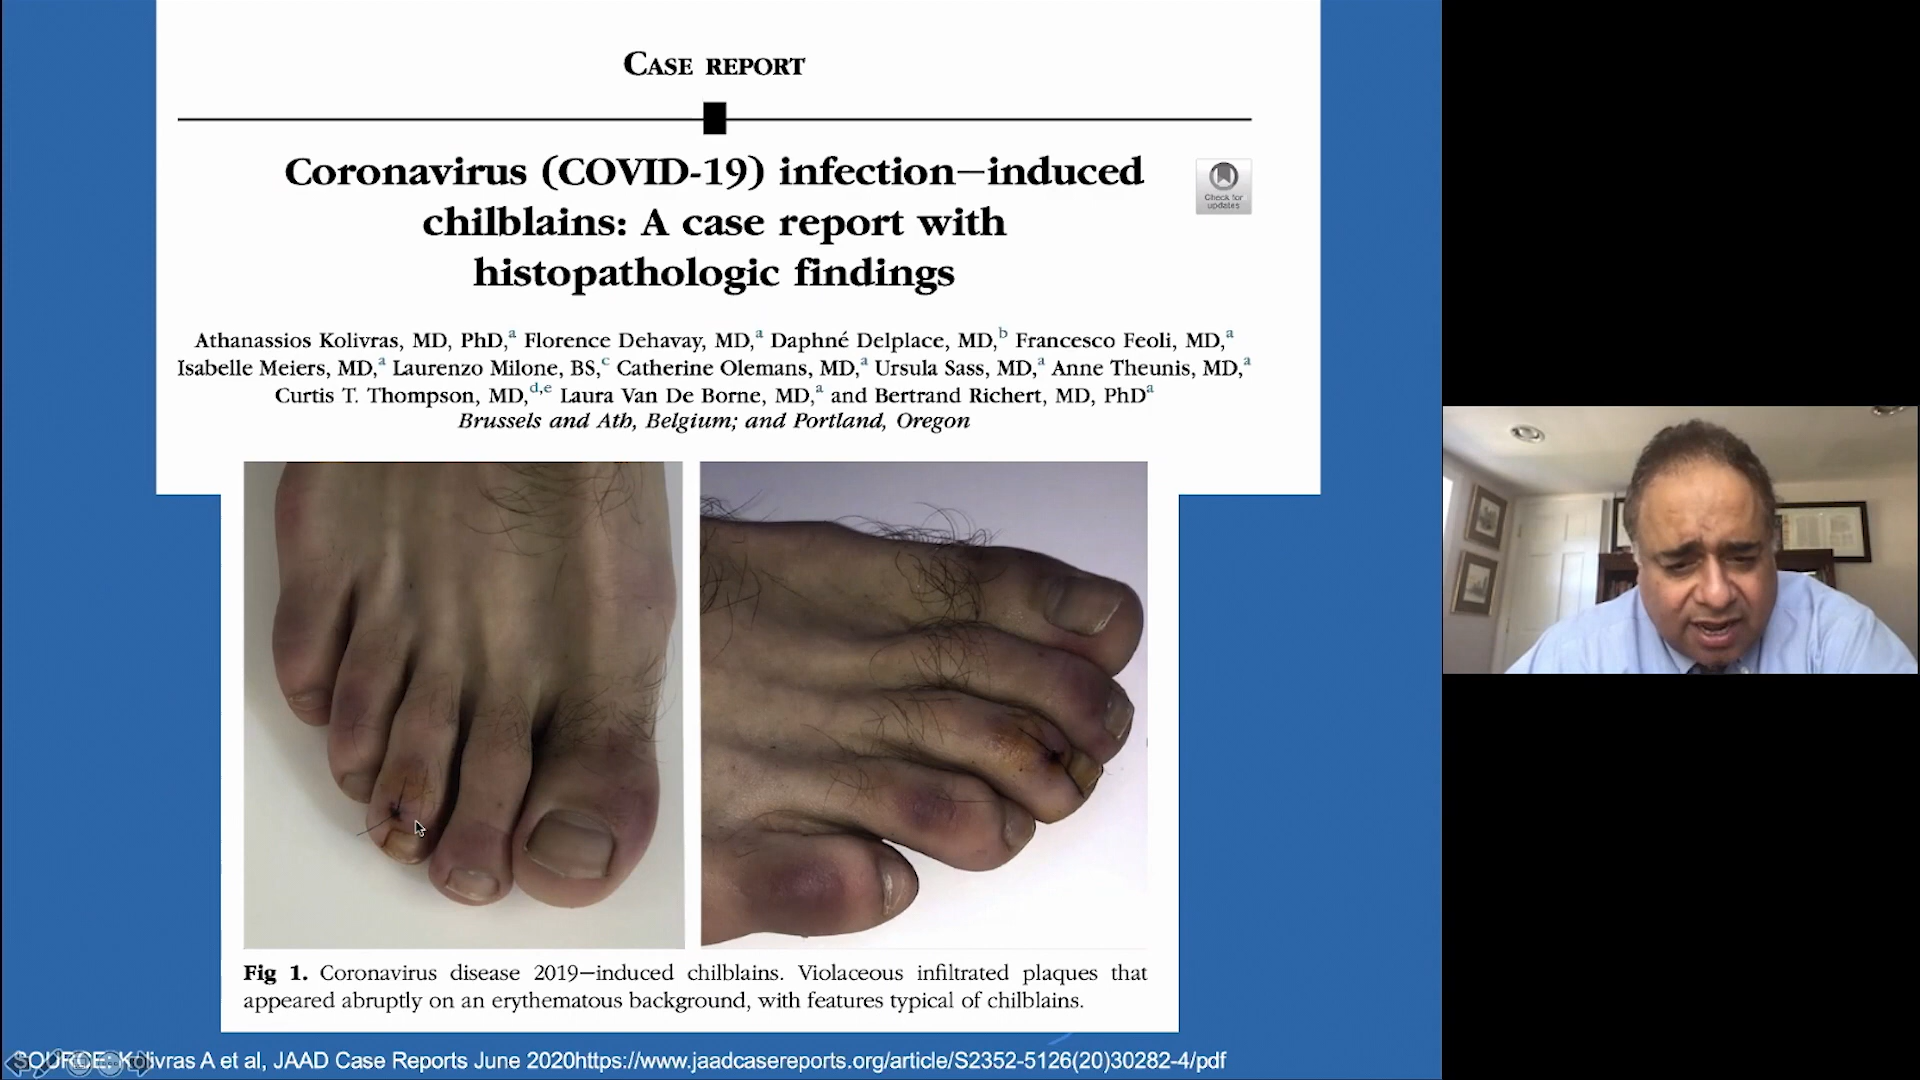 CASE REPORT
Coronavirus (COVID-19) infection–induced
chilblains: A case report with
histopathologic findings
Check for
updates
Athanassios Kolivras, MD, PhD,a Florence Dehavay, MD,a Daphné Delplace, MD,b Francesco Feoli, MD,a
Isabelle Meiers, MD,a Laurenzo Milone, BS,c Catherine Olemans, MD,a Ursula Sass, MD,a Anne Theunis, MD,a
Curtis T. Thompson, MD,d,e Laura Van De Borne, MD,a and Bertrand Richert, MD, PhDa
Brussels and Ath, Belgium; and Portland, Oregon
Fig 1. Coronavirus disease 2019–induced chilblains. Violaceous infiltrated plaques that
appeared abruptly on an erythematous background, with features typical of chilblains.
SOURCE: Kolivras A et al, JAAD Case Reports June 2020https://www.jaadcasereports.org/article/S2352-5126(20)30282-4/pdf